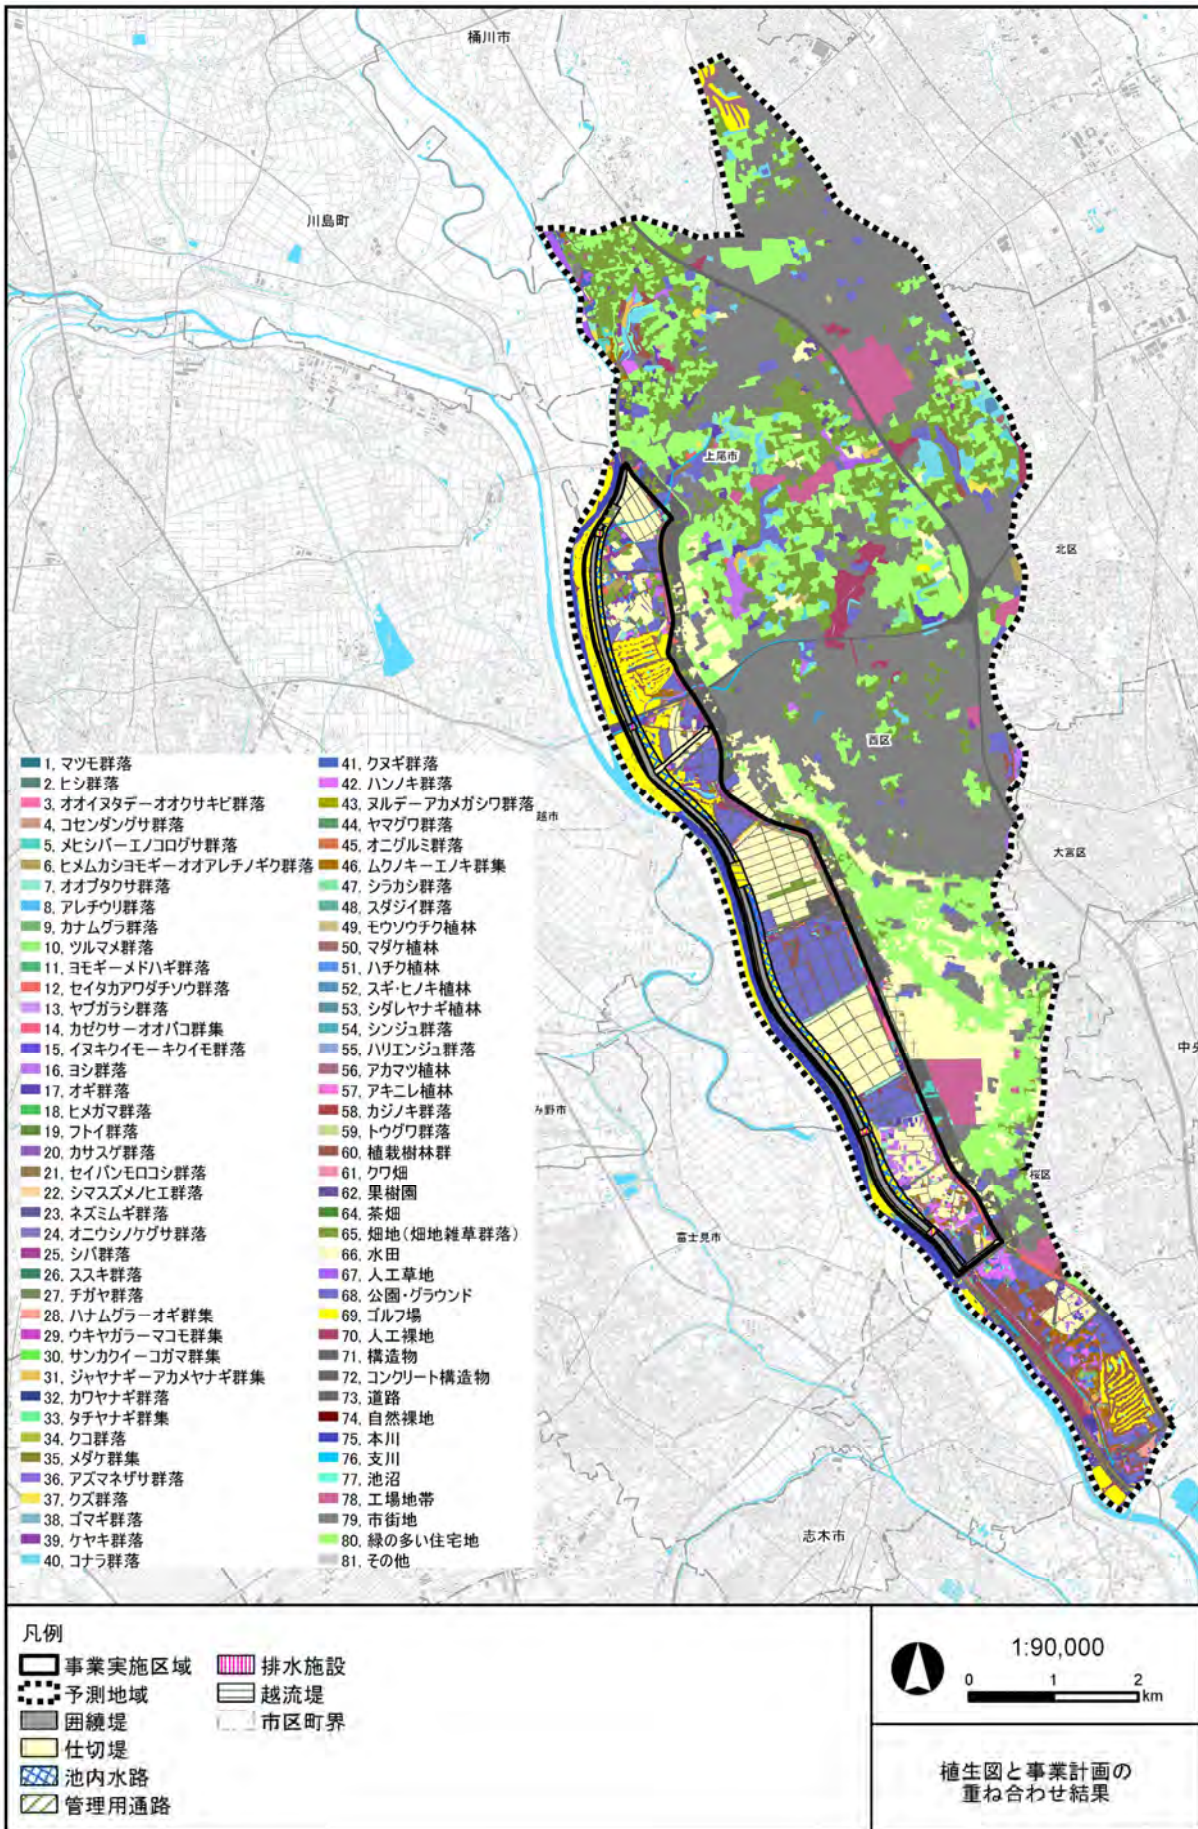 桶川市
川島町
上尾市
北区
西区
越市
大宮区
中央
み野市
桜区
富士見市
志木市
1. マツモ群落
2. ヒシ群落
3. オオイヌタデーオオクサキビ群落
4. コセンダングサ群落
5. メヒシバーエノコログサ群落
6. ヒメムカシヨモギーオオアレチノギク群落
7. オオブタクサ群落
8. アレチウリ群落
9. カナムグラ群落
10. ツルマメ群落
11. ヨモギーメドハギ群落
12. セイタカアワダチソウ群落
13. ヤブガラシ群落
14. カゼクサーオオバコ群集
15. イヌキクイモーキクイモ群落
16. ヨシ群落
17. オギ群落
18. ヒメガマ群落
19. フトイ群落
20. カサスゲ群落
21. セイバンモロコシ群落
22. シマスズメノヒエ群落
23. ネズミムギ群落
24. オニウシノケグサ群落
25. シバ群落
26. ススキ群落
27. チガヤ群落
28. ハナムグラーオギ群集
29. ウキヤガラーマコモ群集
30. サンカクイーコガマ群集
31. ジャヤナギーアカメヤナギ群集
32. カワヤナギ群落
33. タチヤナギ群集
34. クコ群落
35. メダケ群集
36. アズマネザサ群落
37. クズ群落
38. ゴマギ群落
39. ケヤキ群落
40. コナラ群落
41. クヌギ群落
42. ハンノキ群落
43. ヌルデーアカメガシワ群落
44. ヤマグワ群落
45. オニグルミ群落
46. ムクノキーエノキ群集
47. シラカシ群落
48. スダジイ群落
49. モウソウチク植林
50. マダケ植林
51. ハチク植林
52. スギ・ヒノキ植林
53. シダレヤナギ植林
54. シンジュ群落
55. ハリエンジュ群落
56. アカマツ植林
57. アキニレ植林
58. カジノキ群落
59. トウグワ群落
60. 植栽樹林群
61. クワ畑
62. 果樹園
64. 茶畑
65. 畑地(畑地雑草群落)
66. 水田
67. 人工草地
68. 公園・グラウンド
69. ゴルフ場
70. 人工裸地
71. 構造物
72. コンクリート構造物
73. 道路
74. 自然裸地
75. 本川
76. 支川
77. 池沼
78. 工場地帯
79. 市街地
80. 緑の多い住宅地
81. その他
凡例
事業実施区域
予測地域
囲繞堤
仕切堤
池内水路
管理用通路
排水施設
越流堤
市区町界
1:90,000
0 1 2 km
植生図と事業計画の
重ね合わせ結果